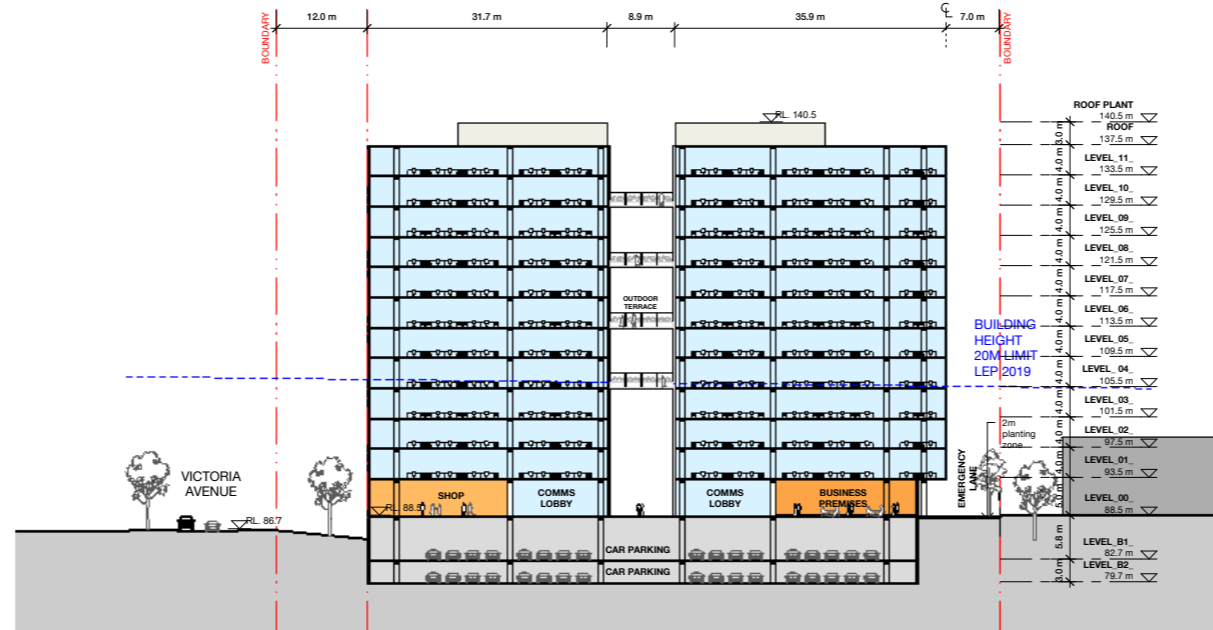 12.0 m
31.7 m
8.9 m
35.9 m
℄
7.0 m
BOUNDARY
BOUNDARY
RL. 140.5
ROOF PLANT
140.5 m
3.0 m
ROOF
137.5 m
4.0 m
LEVEL_11_
133.5 m
4.0 m
LEVEL_10_
129.5 m
4.0 m
LEVEL_09_
125.5 m
4.0 m
LEVEL_08_
121.5 m
4.0 m
LEVEL_07_
117.5 m
4.0 m
LEVEL_06_
113.5 m
4.0 m
LEVEL_05_
109.5 m
4.0 m
LEVEL_ 04_
105.5 m
4.0 m
LEVEL_03_
101.5 m
4.0 m
LEVEL_02_
97.5 m
4.0 m
LEVEL_01_
93.5 m
5.0 m
LEVEL_00_
88.5 m
5.8 m
LEVEL_B1_
82.7 m
3.0 m
LEVEL_B2_
79.7 m
OUTDOOR
TERRACE
BUILDING
HEIGHT
20M LIMIT
LEP 2019
2m
planting
zone
EMERGENCY
LANE
VICTORIA
AVENUE
RL. 86.7
RL. 88.5
SHOP
COMMS
LOBBY
COMMS
LOBBY
BUSINESS
PREMISES
CAR PARKING
CAR PARKING